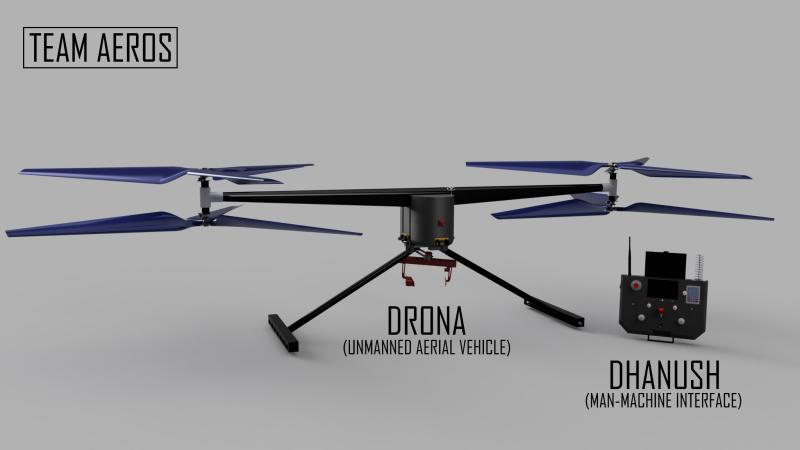 TEAM AEROS
DRONA
(UNMANNED AERIAL VEHICLE)
DHANUSH
(MAN-MACHINE INTERFACE)